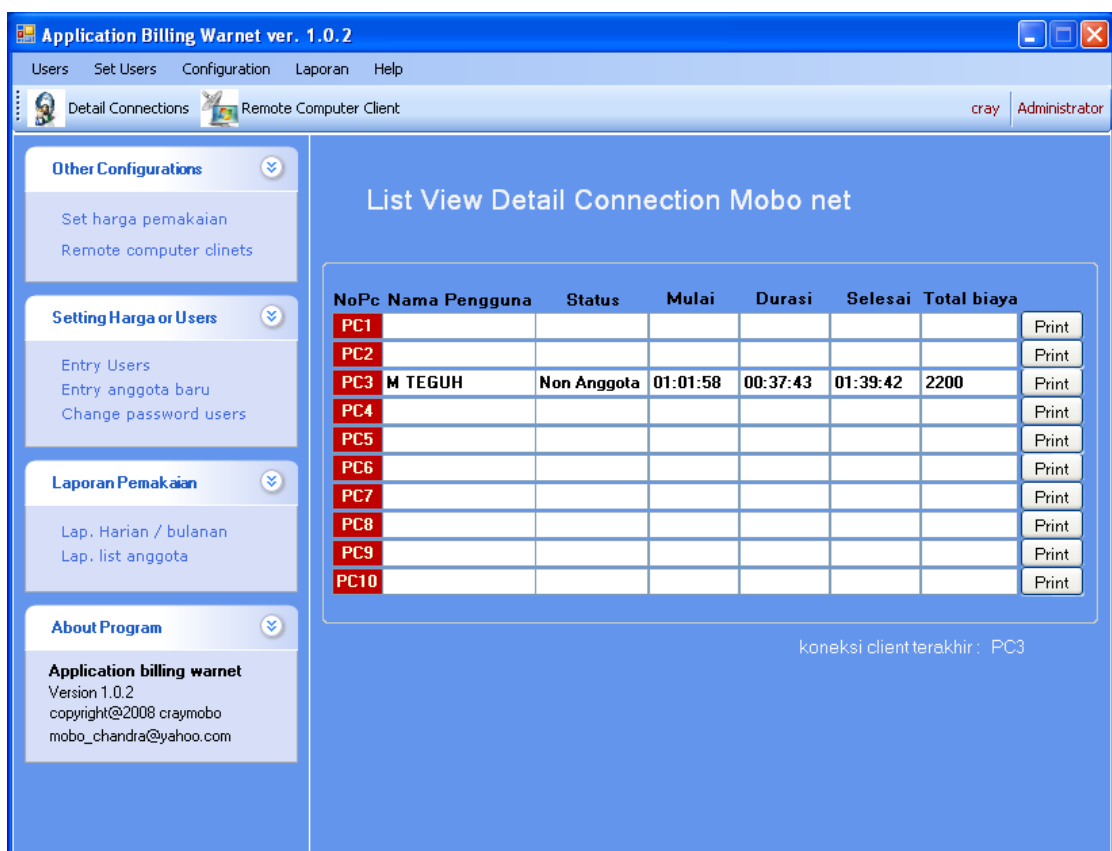 Application Billing Warnet ver. 1.0.2
Users Set Users Configuration Laporan Help
Detail Connections Remote Computer Client cray Administrator
Other Configurations
Set harga pemakaian
Remote computer clinets
Setting Harga or Users
Entry Users
Entry anggota baru
Change password users
Laporan Pemakaian
Lap. Harian / bulanan
Lap. list anggota
About Program
Application billing warnet
Version 1.0.2
copyright@2008 craymobo
mobo_chandra@yahoo.com
List View Detail Connection Mobo net
NoPc Nama Pengguna Status Mulai Durasi Selesai Total biaya
PC1 Print
PC2 Print
PC3 M TEGUH Non Anggota 01:01:58 00:37:43 01:39:42 2200 Print
PC4 Print
PC5 Print
PC6 Print
PC7 Print
PC8 Print
PC9 Print
PC10 Print
koneksi client terakhir : PC3